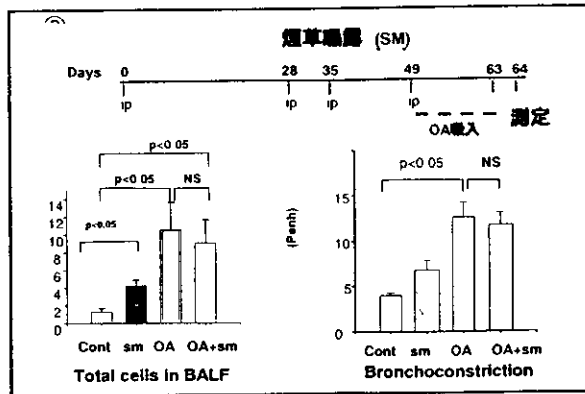 煙草曝露 (SM)
Days 0 28 35 49 63 64
ip ip ip ip
OA吸入 測定
p<0 05
p<0 05 NS
p<0.05
14
12
10
8
6
4
2
0
Cont sm OA OA+sm
Total cells in BALF
p<0 05 NS
(Penh)
15
10
5
0
Cont sm OA OA+sm
Bronchoconstriction